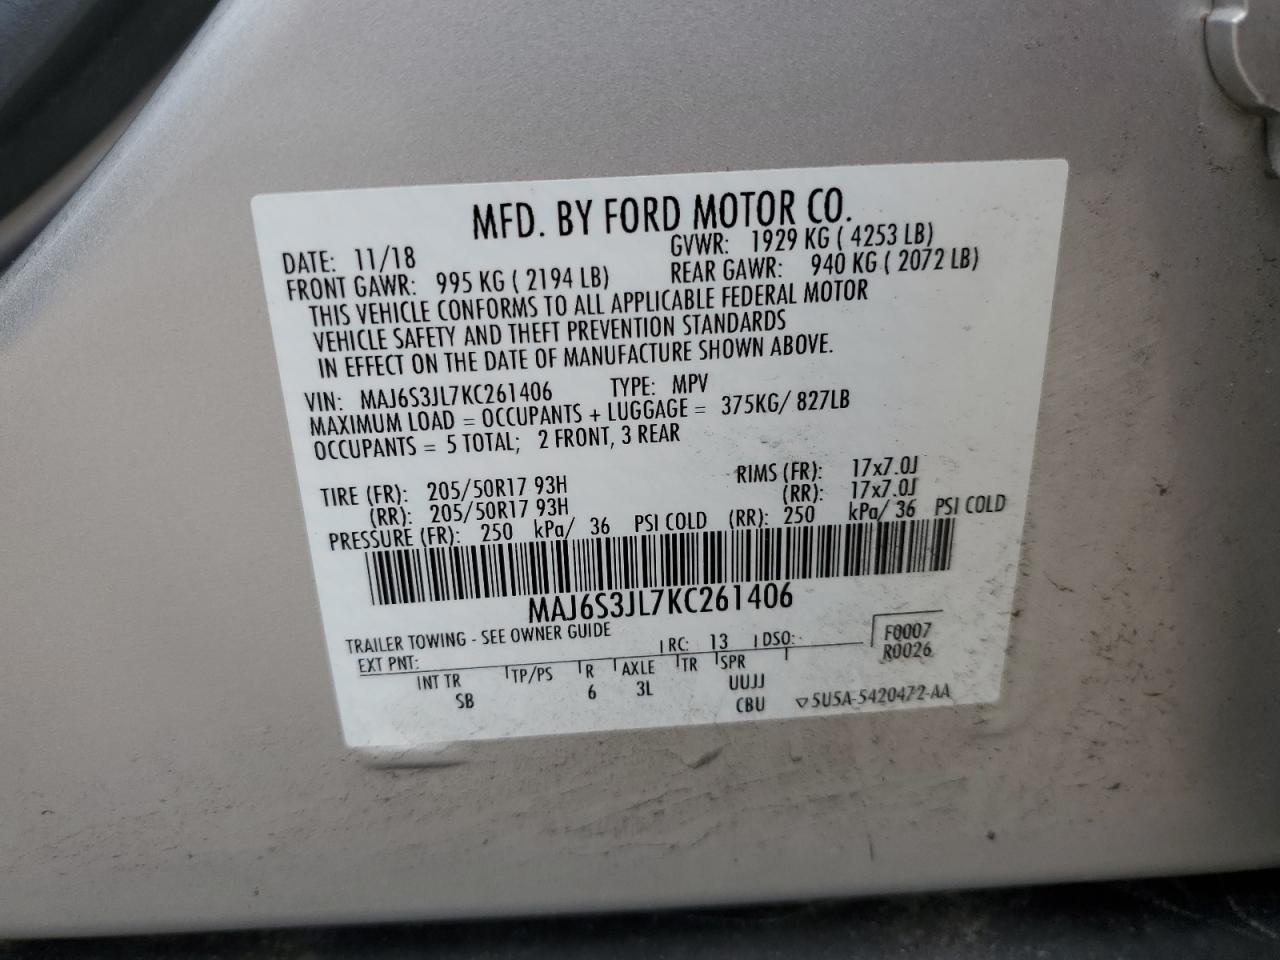 MFD. BY FORD MOTOR CO.
DATE: 11/18 GVWR: 1929 KG ( 4253 LB)
FRONT GAWR: 995 KG ( 2194 LB) REAR GAWR: 940 KG ( 2072 LB)
THIS VEHICLE CONFORMS TO ALL APPLICABLE FEDERAL MOTOR
VEHICLE SAFETY AND THEFT PREVENTION STANDARDS
IN EFFECT ON THE DATE OF MANUFACTURE SHOWN ABOVE.
VIN: MAJ6S3JL7KC261406 TYPE: MPV
MAXIMUM LOAD = OCCUPANTS + LUGGAGE = 375KG/ 827LB
OCCUPANTS = 5 TOTAL; 2 FRONT, 3 REAR
TIRE (FR): 205/50R17 93H RIMS (FR): 17x7.0J
(RR): 205/50R17 93H (RR): 17x7.0J
PRESSURE (FR): 250 kPa/ 36 PSI COLD (RR): 250 kPa/ 36 PSI COLD
MAJ6S3JL7KC261406
TRAILER TOWING - SEE OWNER GUIDE
EXT PNT: RC: 13 DSO: F0007
R0026
INT TR TP/PS R AXLE TR SPR
SB 6 3L UUJJ
CBU 5U5A-5420472-AA